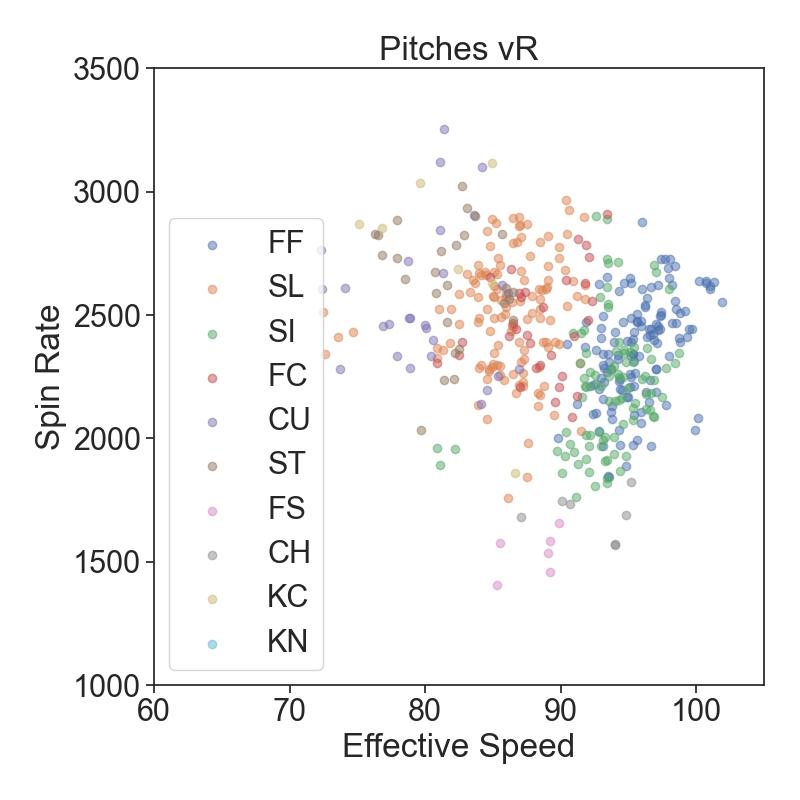 Pitches vR
3500
3000
2500
2000
1500
1000
Spin Rate
FF
SL
SI
FC
CU
ST
FS
CH
KC
KN
60 70 80 90 100
Effective Speed